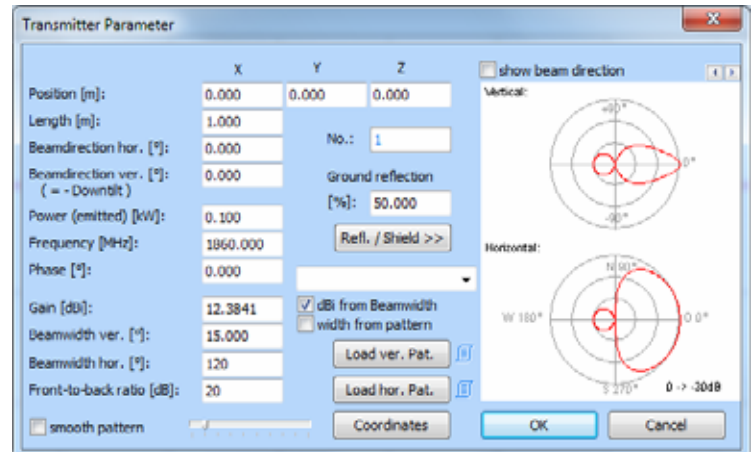 Transmitter Parameter
X Y Z
show beam direction
Position [m]: 0.000 0.000 0.000
Vertical:
+90°
0°
-90°
Length [m]: 1.000
No.: 1
Beamdirection hor. [°]: 0.000
Beamdirection ver. [°]: 0.000
( = - Downtilt )
Ground reflection
[%]: 50.000
Power (emitted) [kW]: 0.100
Frequency [MHz]: 1860.000
Refl. / Shield >>
Phase [°]: 0.000
Horizontal:
N 90°
W 180°
0 0°
S 270°
0 -> -30dB
Gain [dBi]: 12.3841
dBi from Beamwidth
Beamwidth ver. [°]: 15.000
width from pattern
Load ver. Pat.
Beamwidth hor. [°]: 120
Front-to-back ratio [dB]: 20
Load hor. Pat.
smooth pattern
Coordinates
OK
Cancel